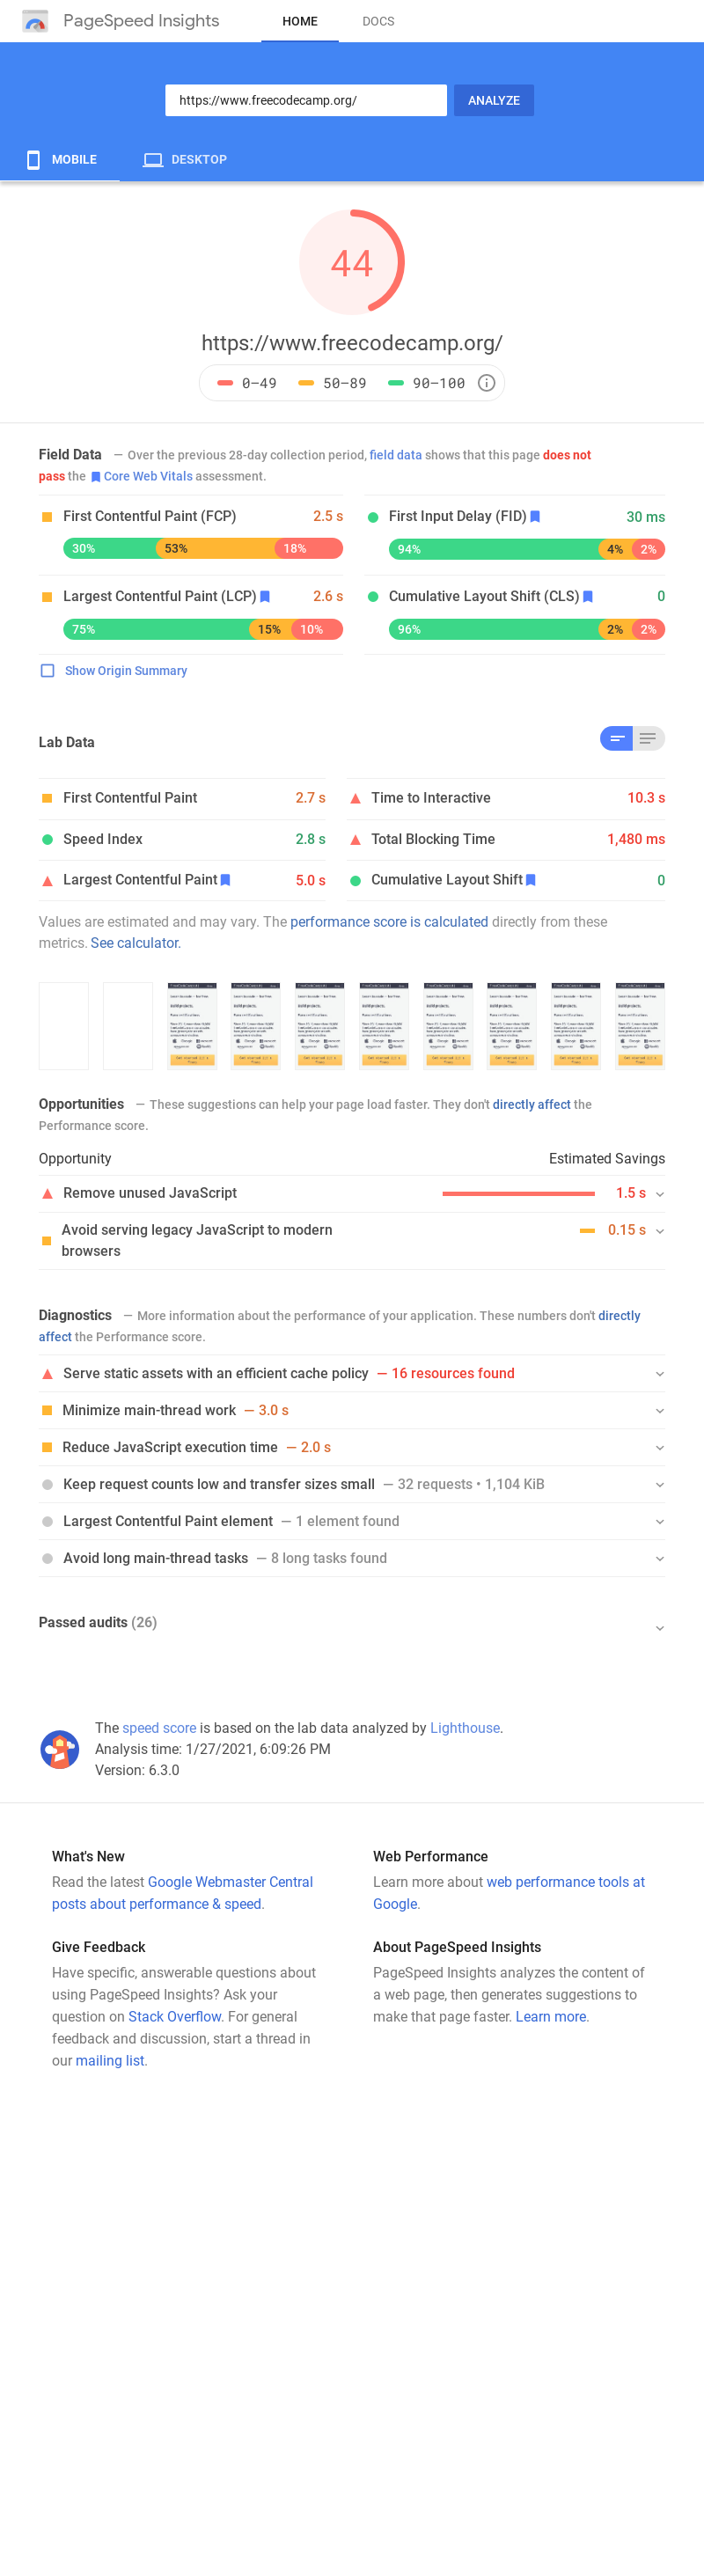 PageSpeed Insights
HOME
DOCS
https://www.freecodecamp.org/
ANALYZE
MOBILE
DESKTOP
44
https://www.freecodecamp.org/
0–49 50–89 90–100
Field Data — Over the previous 28-day collection period, field data shows that this page does not
pass the Core Web Vitals assessment.
First Contentful Paint (FCP) 2.5 s
30% 53% 18%
First Input Delay (FID) 30 ms
94% 4% 2%
Largest Contentful Paint (LCP) 2.6 s
75% 15% 10%
Cumulative Layout Shift (CLS) 0
96% 2% 2%
Show Origin Summary
Lab Data
First Contentful Paint 2.7 s
Time to Interactive 10.3 s
Speed Index 2.8 s
Total Blocking Time 1,480 ms
Largest Contentful Paint 5.0 s
Cumulative Layout Shift 0
Values are estimated and may vary. The performance score is calculated directly from these
metrics. See calculator.
Opportunities — These suggestions can help your page load faster. They don't directly affect the
Performance score.
Opportunity Estimated Savings
Remove unused JavaScript 1.5 s
Avoid serving legacy JavaScript to modern
browsers
0.15 s
Diagnostics — More information about the performance of your application. These numbers don't directly
affect the Performance score.
Serve static assets with an efficient cache policy — 16 resources found
Minimize main-thread work — 3.0 s
Reduce JavaScript execution time — 2.0 s
Keep request counts low and transfer sizes small — 32 requests • 1,104 KiB
Largest Contentful Paint element — 1 element found
Avoid long main-thread tasks — 8 long tasks found
Passed audits (26)
The speed score is based on the lab data analyzed by Lighthouse.
Analysis time: 1/27/2021, 6:09:26 PM
Version: 6.3.0
What's New
Read the latest Google Webmaster Central
posts about performance & speed.
Web Performance
Learn more about web performance tools at
Google.
Give Feedback
Have specific, answerable questions about
using PageSpeed Insights? Ask your
question on Stack Overflow. For general
feedback and discussion, start a thread in
our mailing list.
About PageSpeed Insights
PageSpeed Insights analyzes the content of
a web page, then generates suggestions to
make that page faster. Learn more.